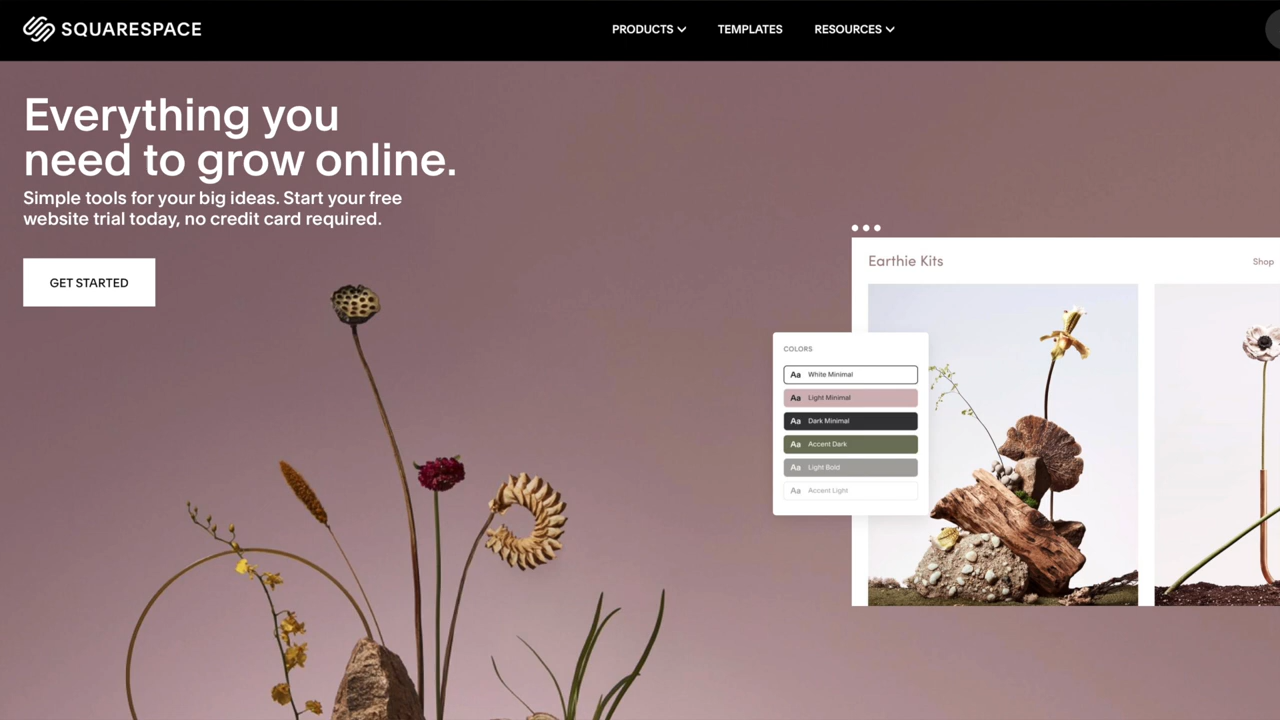 SQUARESPACE
PRODUCTS
TEMPLATES
RESOURCES
Everything you
need to grow online.
Simple tools for your big ideas. Start your free
website trial today, no credit card required.
GET STARTED
Earthie Kits
Shop
COLORS
Aa White Minimal
Aa Light Minimal
Aa Dark Minimal
Aa Accent Dark
Aa Light Bold
Aa Accent Light